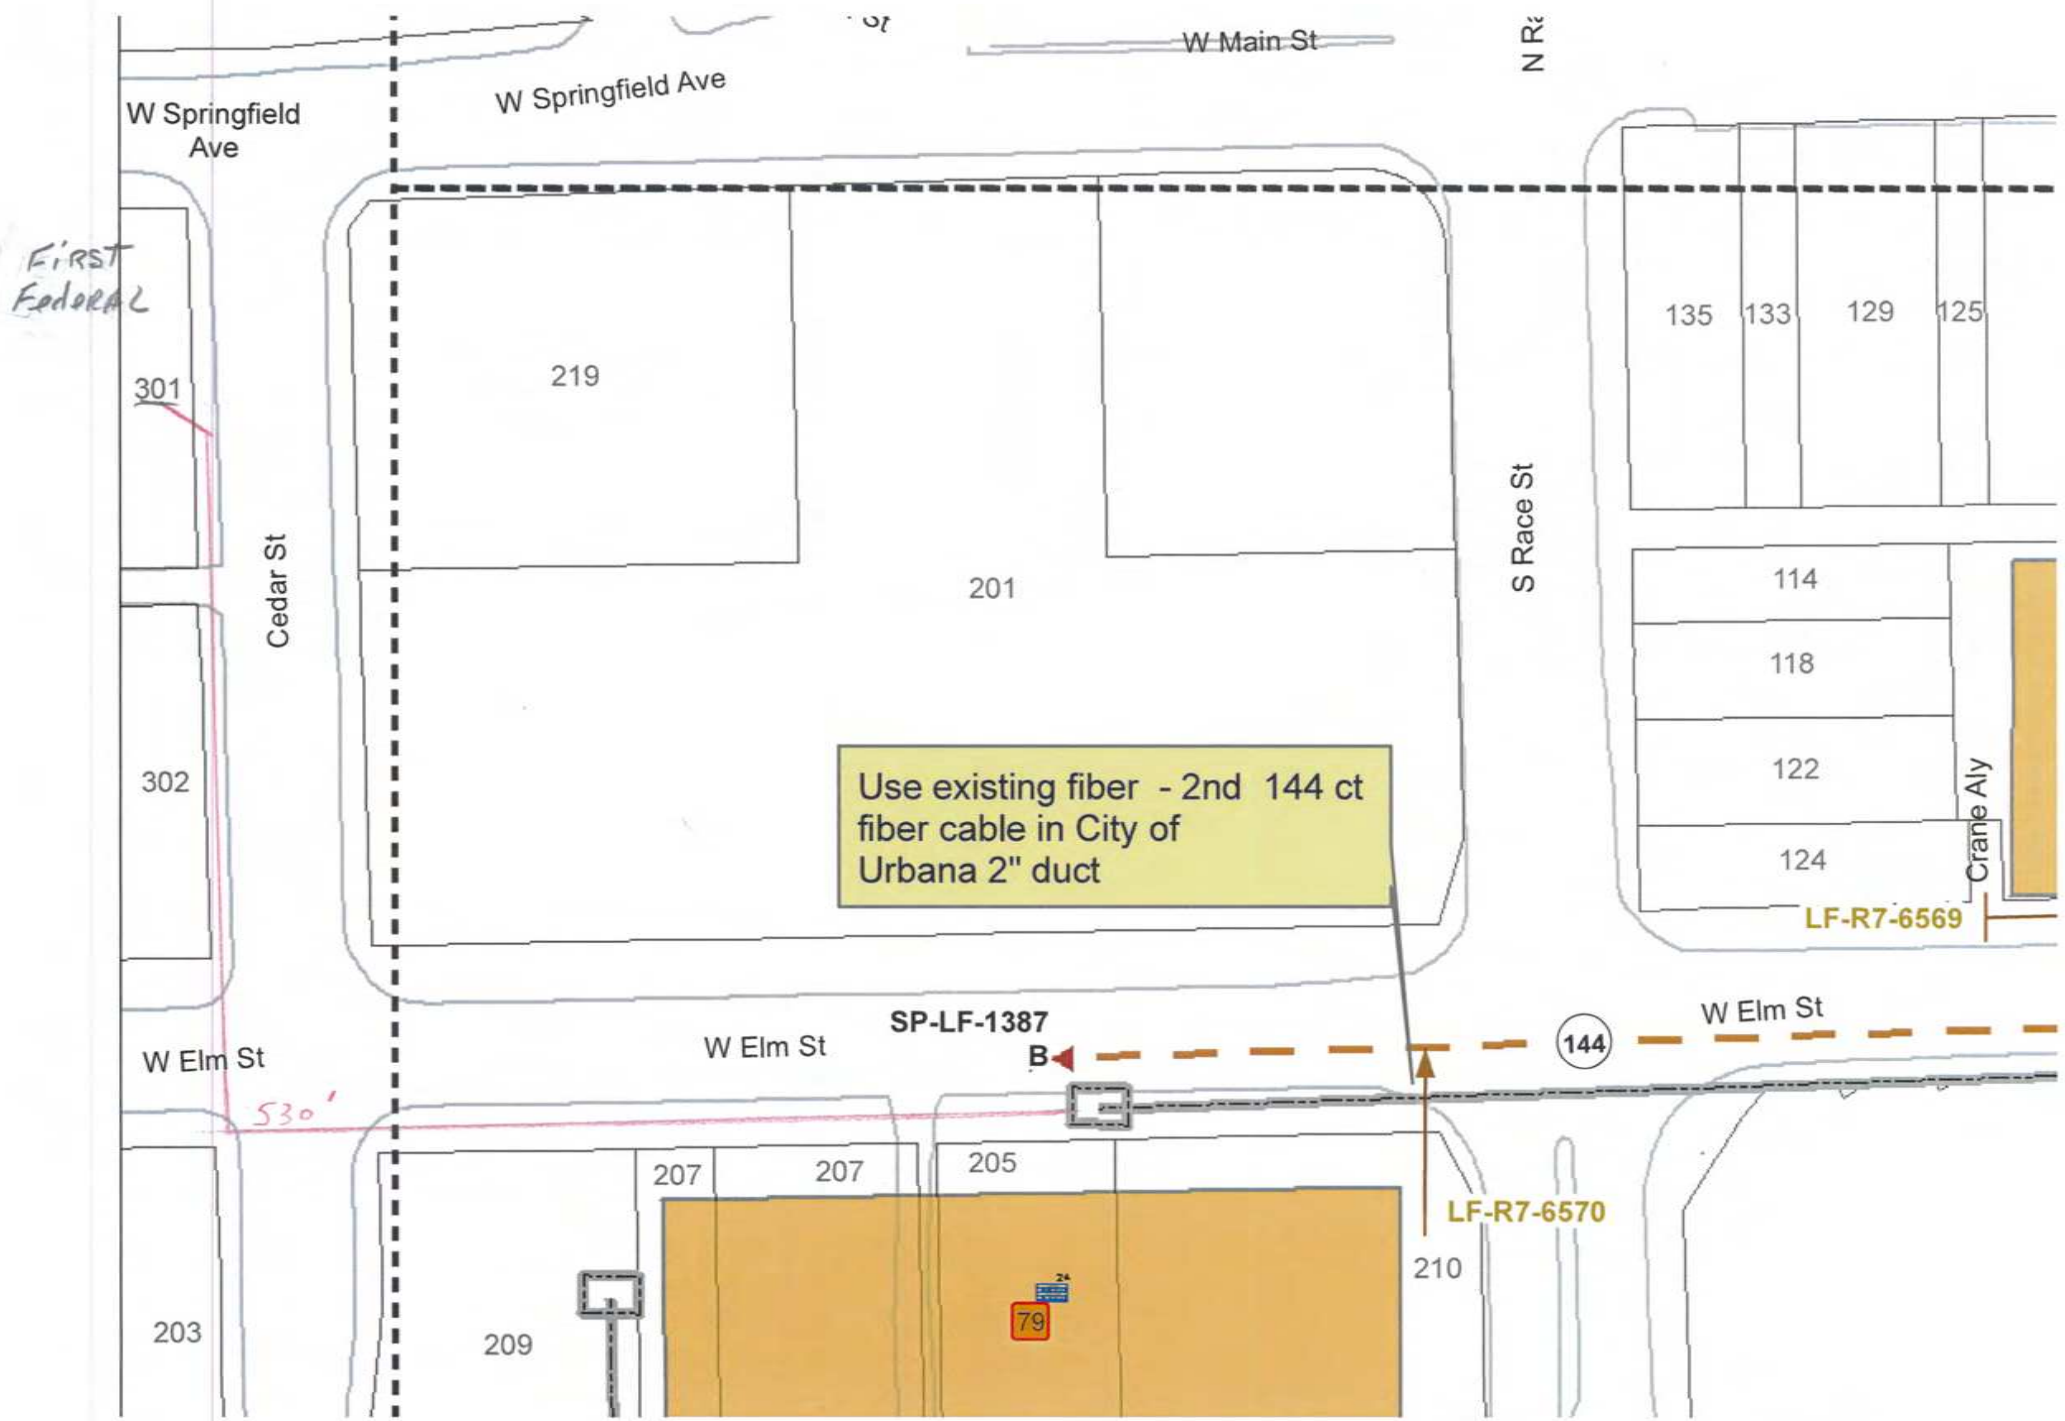 St
W Main St
N Ra
W Springfield Ave
W Springfield
Ave
FiRST
FedeRAL
301
219
135
133
129
125
Cedar St
201
S Race St
114
118
122
124
Crane Aly
302
Use existing fiber - 2nd 144 ct
fiber cable in City of
Urbana 2" duct
LF-R7-6569
SP-LF-1387
W Elm St
W Elm St
W Elm St
B
144
530'
207
207
205
LF-R7-6570
210
24
79
203
209